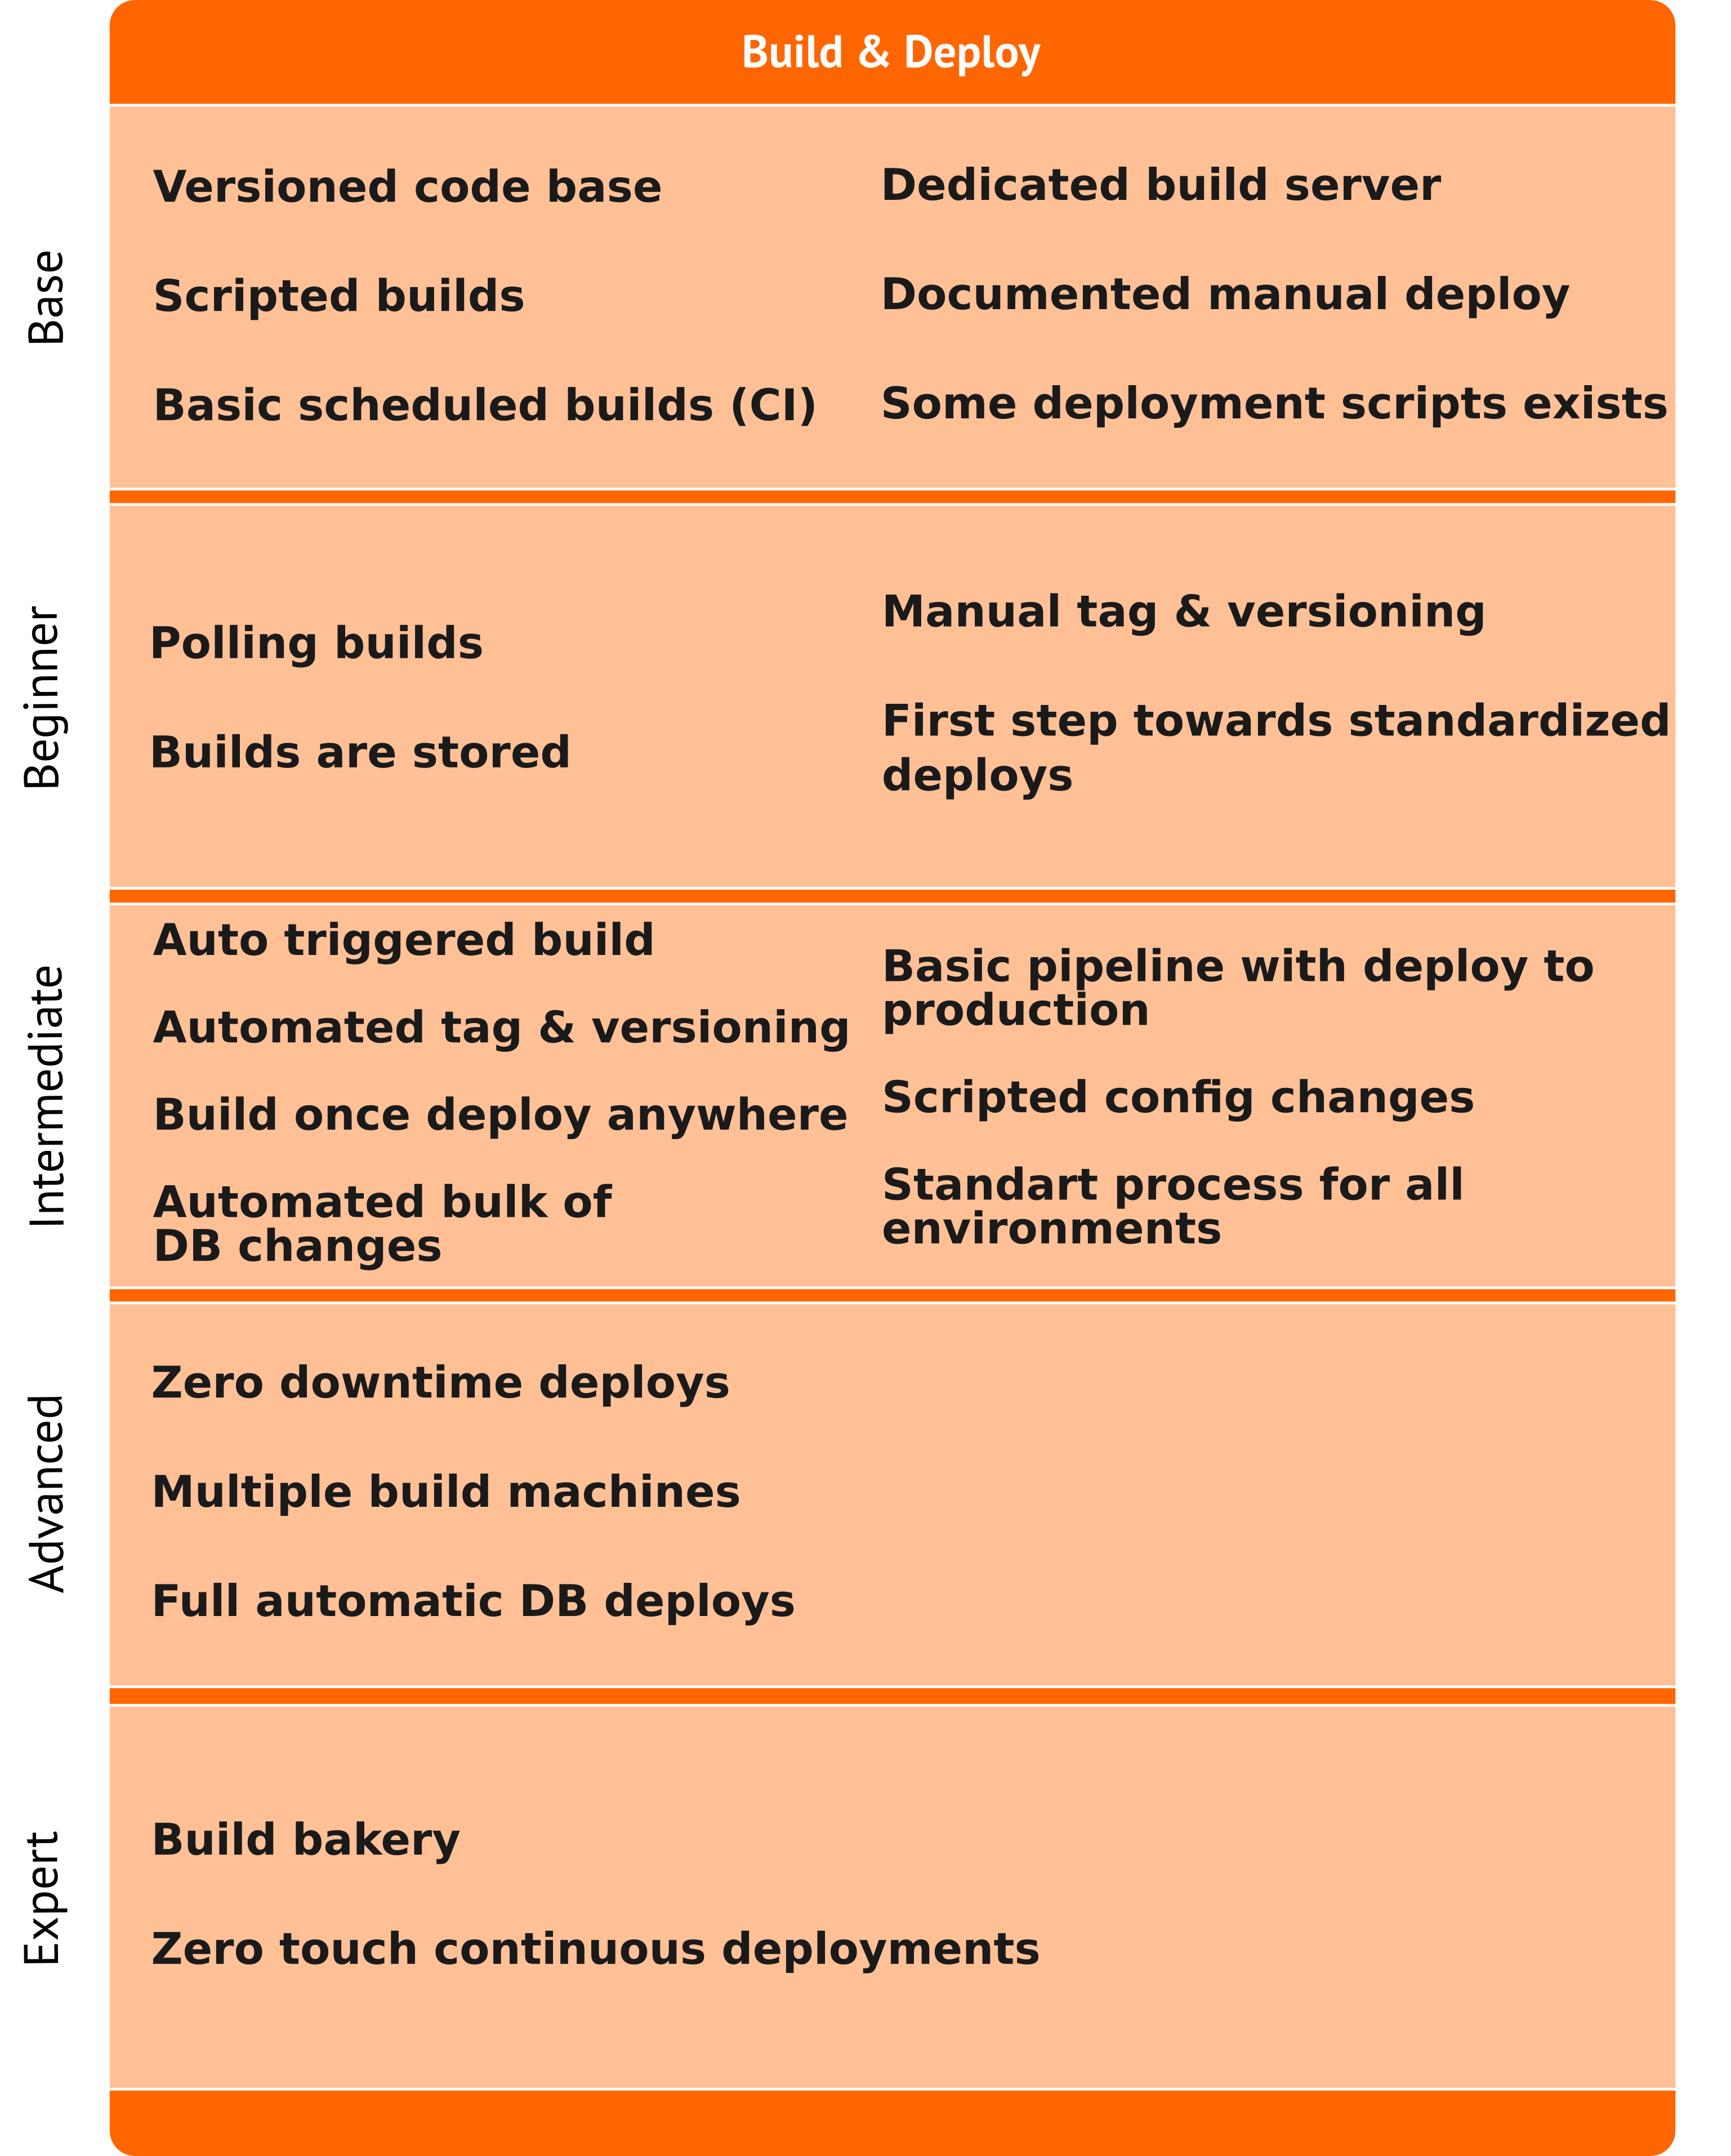 Build & Deploy
Base
Versioned code base
Scripted builds
Basic scheduled builds (CI)
Dedicated build server
Documented manual deploy
Some deployment scripts exists
Beginner
Polling builds
Builds are stored
Manual tag & versioning
First step towards standardized
deploys
Intermediate
Auto triggered build
Automated tag & versioning
Build once deploy anywhere
Automated bulk of
DB changes
Basic pipeline with deploy to
production
Scripted config changes
Standart process for all
environments
Advanced
Zero downtime deploys
Multiple build machines
Full automatic DB deploys
Expert
Build bakery
Zero touch continuous deployments